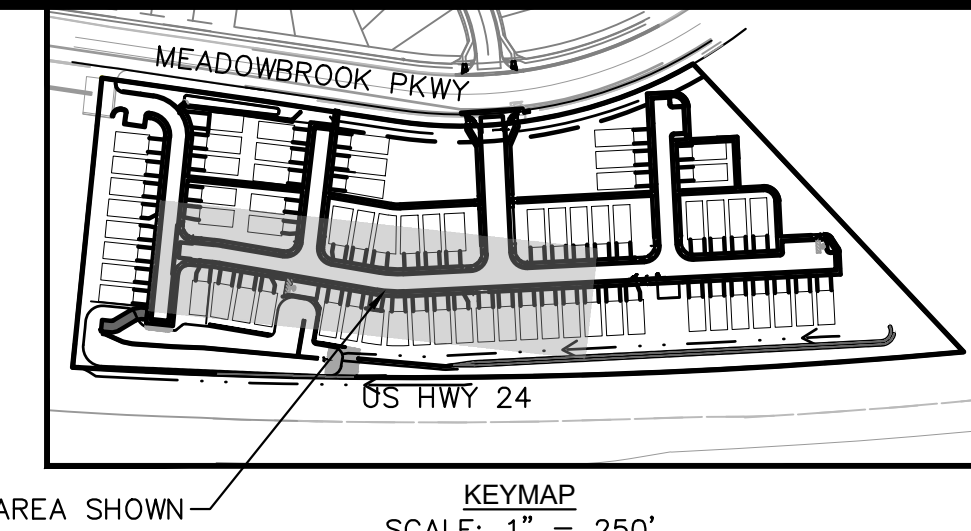 MEADOWBROOK PKWY
US HWY 24
AREA SHOWN
KEYMAP
SCALE: 1" = 250'